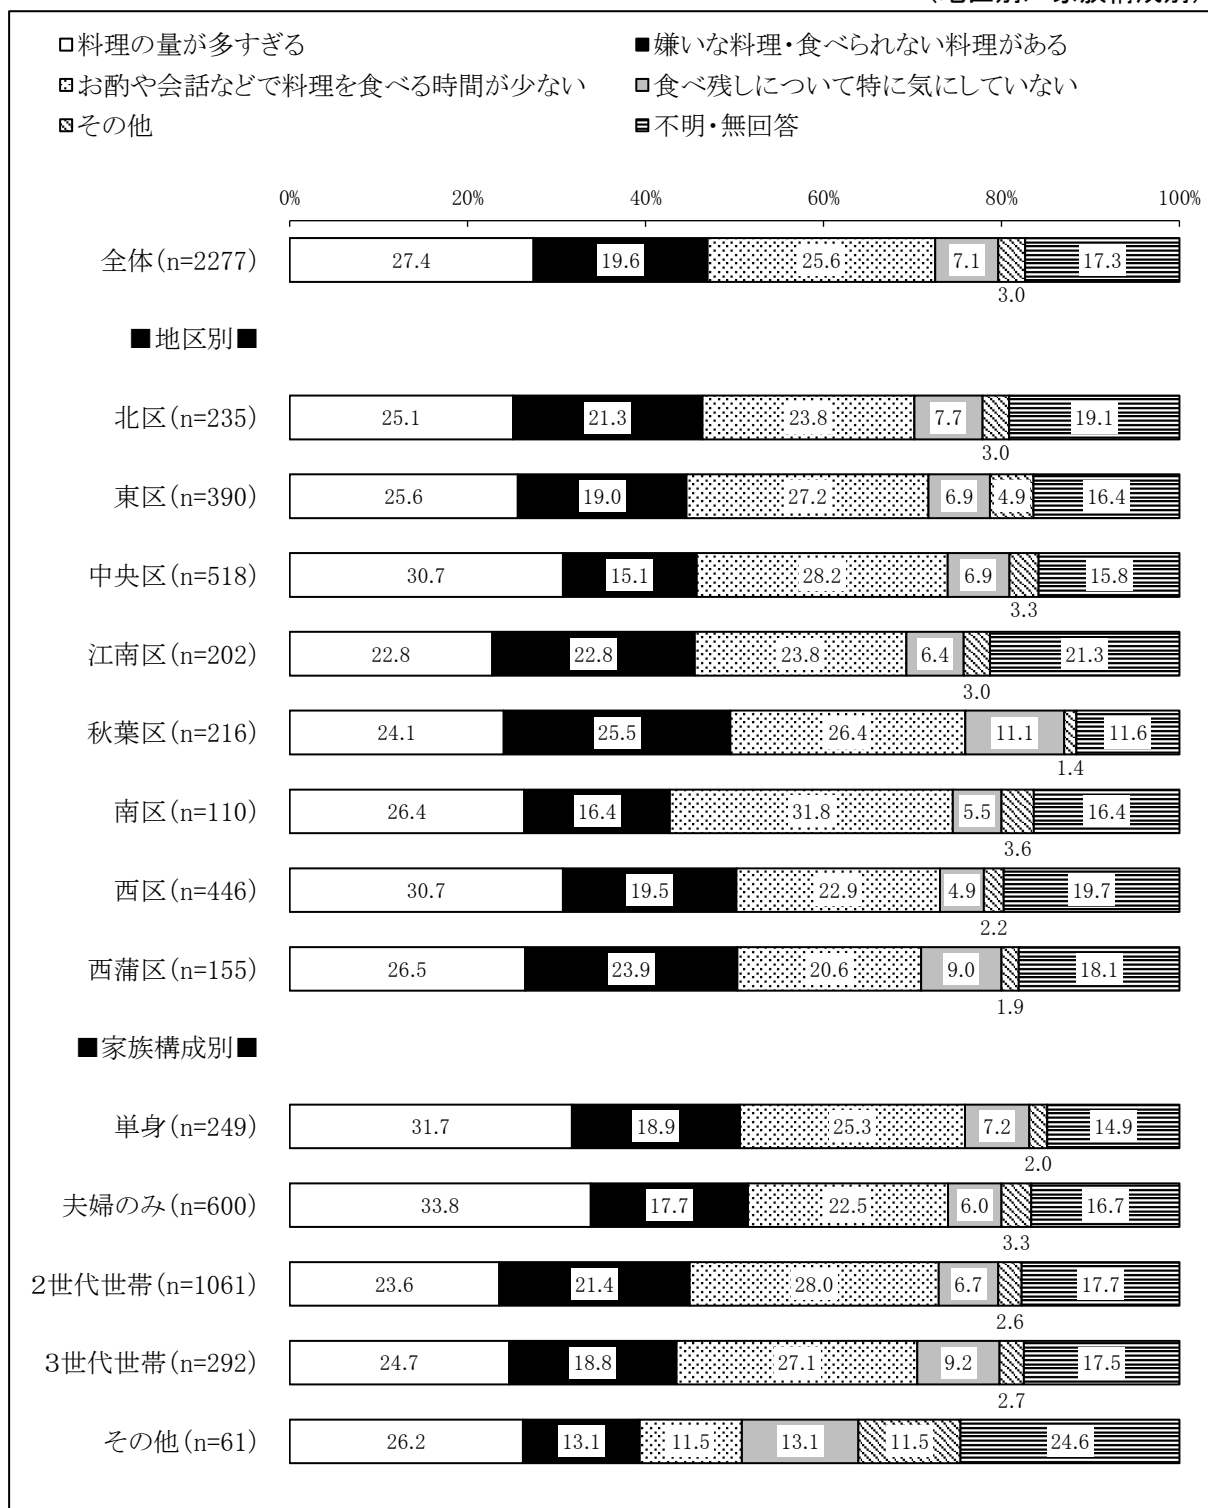 (地区別、家族構成別)
料理の量が多すぎる 嫌いな料理・食べられない料理がある
お酌や会話などで料理を食べる時間が少ない 食べ残しについて特に気にしていない
その他 不明・無回答
0% 20% 40% 60% 80% 100%
全体(n=2277) 27.4 19.6 25.6 7.1 17.3
3.0
■地区別■
北区(n=235) 25.1 21.3 23.8 7.7 19.1
3.0
東区(n=390) 25.6 19.0 27.2 6.9 4.9 16.4
中央区(n=518) 30.7 15.1 28.2 6.9 15.8
3.3
江南区(n=202) 22.8 22.8 23.8 6.4 21.3
3.0
秋葉区(n=216) 24.1 25.5 26.4 11.1 11.6
1.4
南区(n=110) 26.4 16.4 31.8 5.5 16.4
3.6
西区(n=446) 30.7 19.5 22.9 4.9 19.7
2.2
西蒲区(n=155) 26.5 23.9 20.6 9.0 18.1
1.9
■家族構成別■
単身(n=249) 31.7 18.9 25.3 7.2 14.9
2.0
夫婦のみ(n=600) 33.8 17.7 22.5 6.0 16.7
3.3
2世代世帯(n=1061) 23.6 21.4 28.0 6.7 17.7
2.6
3世代世帯(n=292) 24.7 18.8 27.1 9.2 17.5
2.7
その他(n=61) 26.2 13.1 11.5 13.1 11.5 24.6